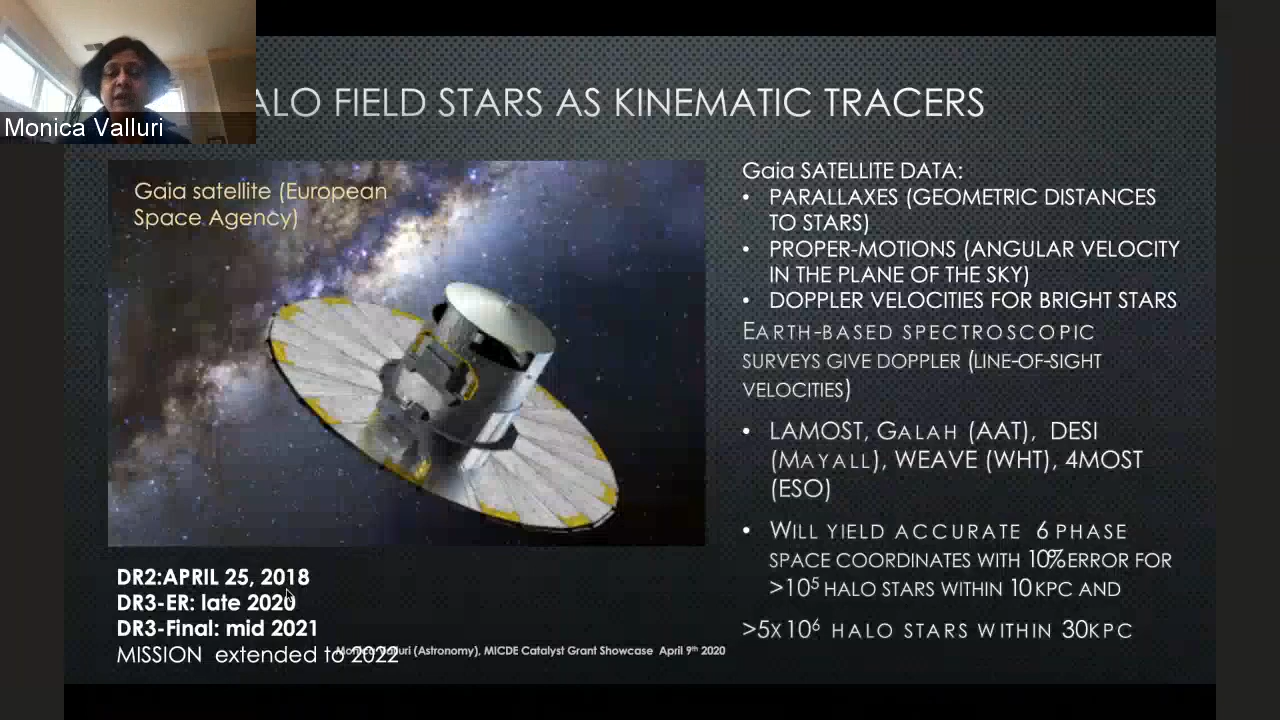 ALO FIELD STARS AS KINEMATIC TRACERS
Monica Valluri
Gaia satellite (European
Space Agency)
Gaia SATELLITE DATA:
• PARALLAXES (GEOMETRIC DISTANCES
TO STARS)
• PROPER-MOTIONS (ANGULAR VELOCITY
IN THE PLANE OF THE SKY)
• DOPPLER VELOCITIES FOR BRIGHT STARS
EARTH-BASED SPECTROSCOPIC
SURVEYS GIVE DOPPLER (LINE-OF-SIGHT
VELOCITIES)
• LAMOST, GALAH (AAT), DESI
(MAYALL), WEAVE (WHT), 4MOST
(ESO)
• WILL YIELD ACCURATE 6 PHASE
SPACE COORDINATES WITH 10% ERROR FOR
>10⁵ HALO STARS WITHIN 10 KPC AND
>5X10⁶ HALO STARS WITHIN 30KPC
DR2:APRIL 25, 2018
DR3-ER: late 2020
DR3-Final: mid 2021
MISSION extended to 2022
Monica Valluri (Astronomy), MICDE Catalyst Grant Showcase April 9th 2020